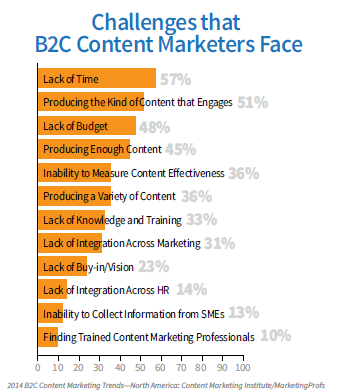 Challenges that
B2C Content Marketers Face
Lack of Time 57%
Producing the Kind of Content that Engages 51%
Lack of Budget 48%
Producing Enough Content 45%
Inability to Measure Content Effectiveness 36%
Producing a Variety of Content 36%
Lack of Knowledge and Training 33%
Lack of Integration Across Marketing 31%
Lack of Buy-in/Vision 23%
Lack of Integration Across HR 14%
Inability to Collect Information from SMEs 13%
Finding Trained Content Marketing Professionals 10%
0 10 20 30 40 50 60 70 80 90 100
2014 B2C Content Marketing Trends—North America: Content Marketing Institute/MarketingProfs